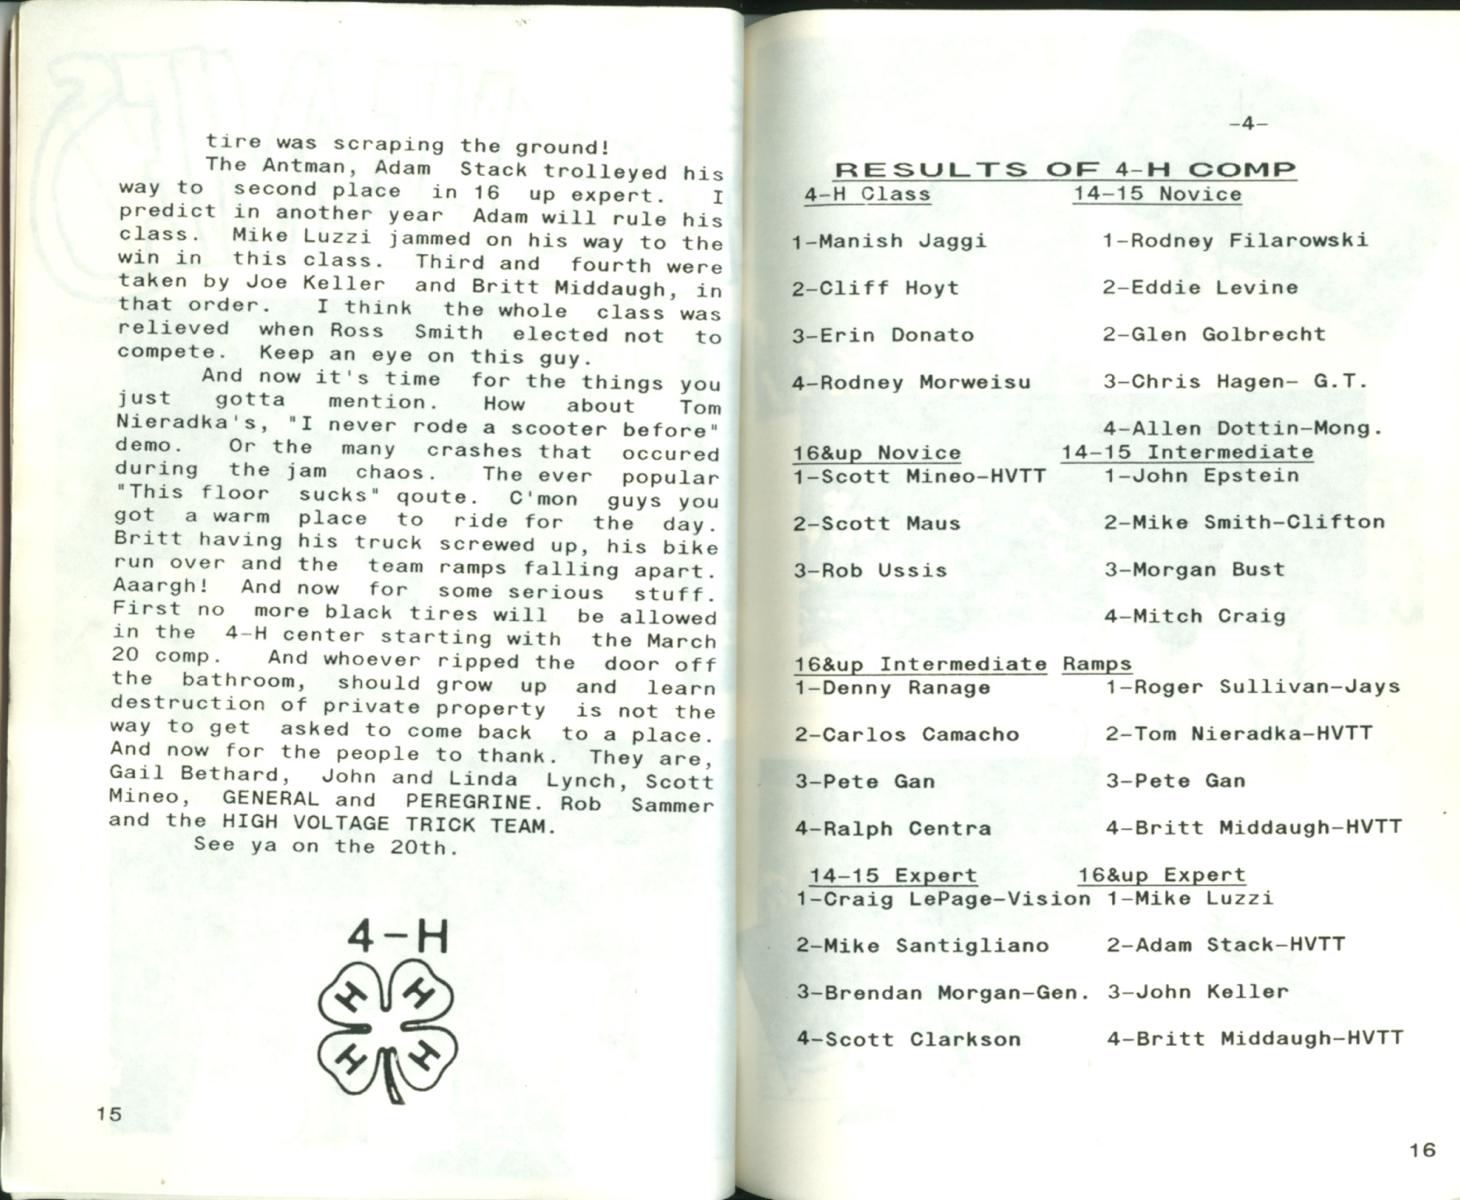 tire was scraping the ground!
The Antman, Adam Stack trolleyed his
way to second place in 16 up expert. I
predict in another year Adam will rule his
class. Mike Luzzi jammed on his way to the
win in this class. Third and fourth were
taken by Joe Keller and Britt Middaugh, in
that order. I think the whole class was
relieved when Ross Smith elected not to
compete. Keep an eye on this guy.
And now it's time for the things you
just gotta mention. How about Tom
Nieradka's, "I never rode a scooter before"
demo. Or the many crashes that occured
during the jam chaos. The ever popular
"This floor sucks" qoute. C'mon guys you
got a warm place to ride for the day.
Britt having his truck screwed up, his bike
run over and the team ramps falling apart.
Aaargh! And now for some serious stuff.
First no more black tires will be allowed
in the 4-H center starting with the March
20 comp. And whoever ripped the door off
the bathroom, should grow up and learn
destruction of private property is not the
way to get asked to come back to a place.
And now for the people to thank. They are,
Gail Bethard, John and Linda Lynch, Scott
Mineo, GENERAL and PEREGRINE. Rob Sammer
and the HIGH VOLTAGE TRICK TEAM.
See ya on the 20th.
4-H
H H
H H
15
-4-
RESULTS OF 4-H COMP
4-H Class 14-15 Novice
1-Manish Jaggi 1-Rodney Filarowski
2-Cliff Hoyt 2-Eddie Levine
3-Erin Donato 2-Glen Golbrecht
4-Rodney Morweisu 3-Chris Hagen- G.T.
4-Allen Dottin-Mong.
16&up Novice 14-15 Intermediate
1-Scott Mineo-HVTT 1-John Epstein
2-Scott Maus 2-Mike Smith-Clifton
3-Rob Ussis 3-Morgan Bust
4-Mitch Craig
16&up Intermediate Ramps
1-Denny Ranage 1-Roger Sullivan-Jays
2-Carlos Camacho 2-Tom Nieradka-HVTT
3-Pete Gan 3-Pete Gan
4-Ralph Centra 4-Britt Middaugh-HVTT
14-15 Expert 16&up Expert
1-Craig LePage-Vision 1-Mike Luzzi
2-Mike Santigliano 2-Adam Stack-HVTT
3-Brendan Morgan-Gen. 3-John Keller
4-Scott Clarkson 4-Britt Middaugh-HVTT
16